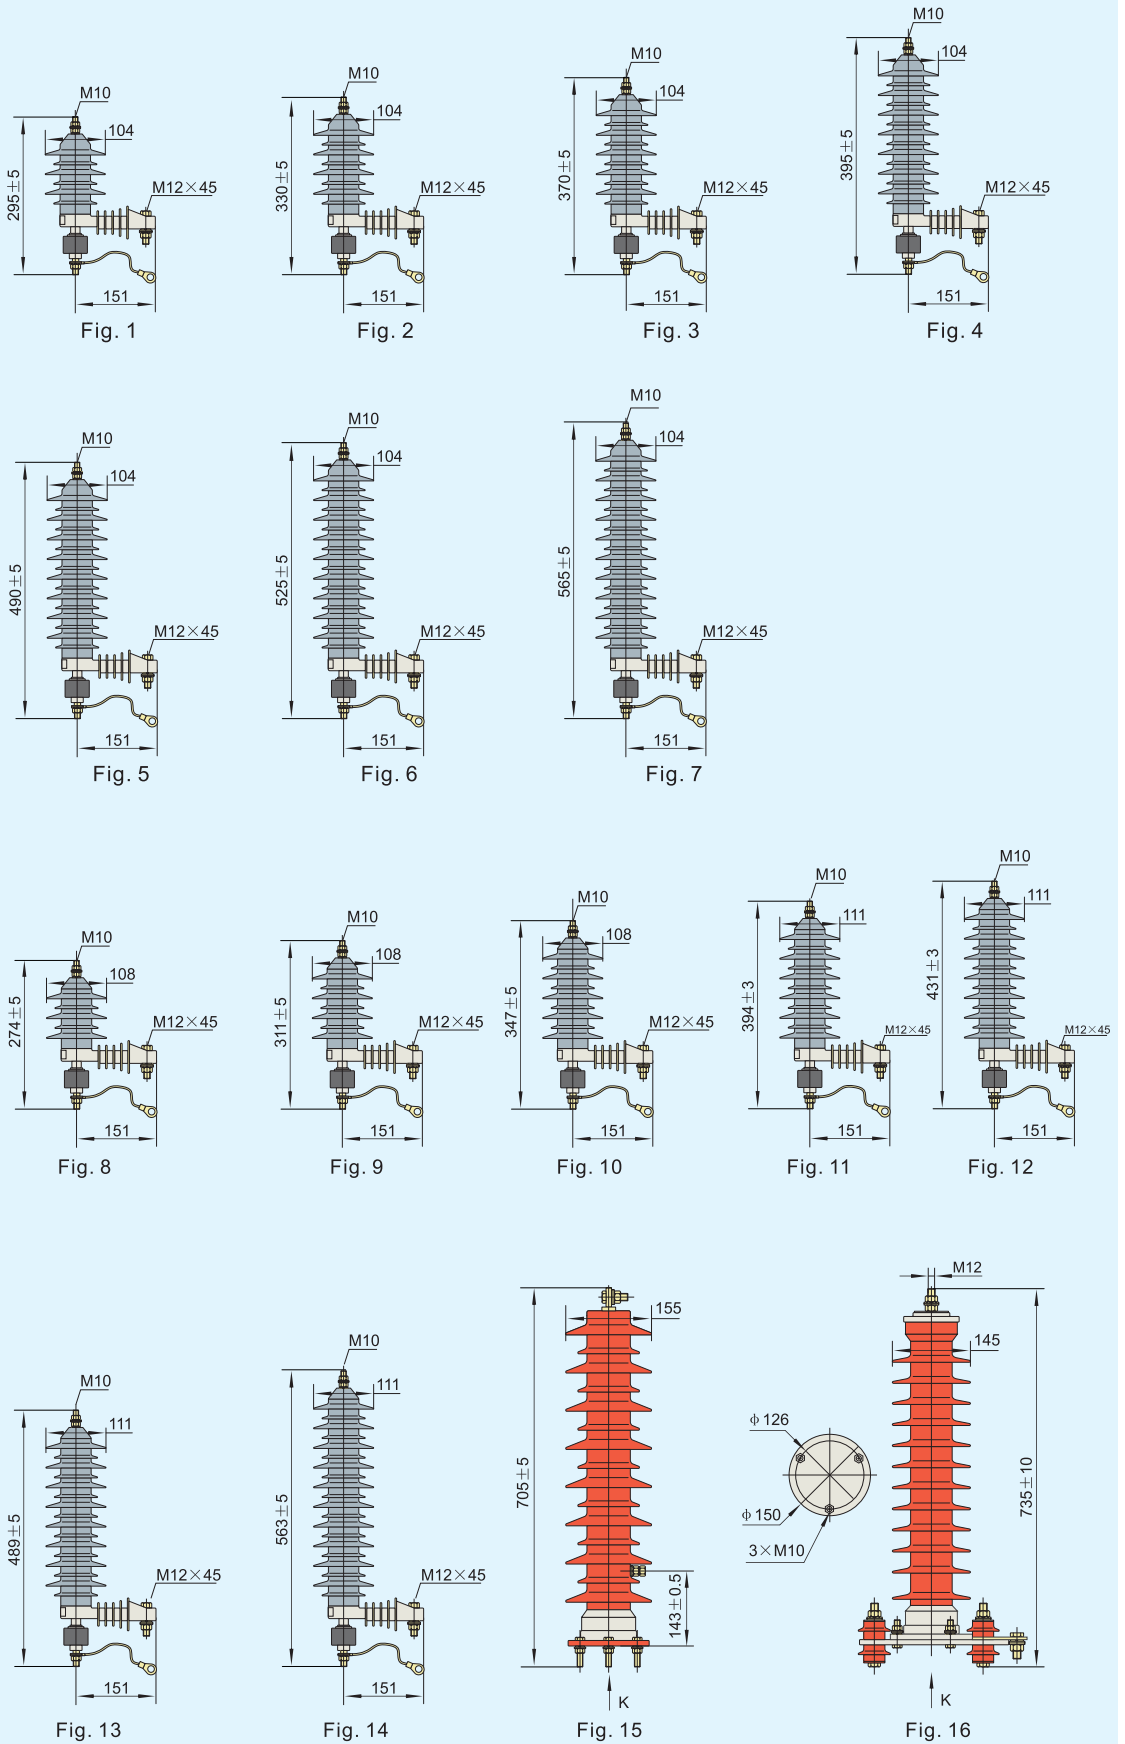 M10
104
295±5
M12×45
151
Fig. 1
M10
104
330±5
M12×45
151
Fig. 2
M10
104
370±5
M12×45
151
Fig. 3
M10
104
395±5
M12×45
151
Fig. 4
M10
104
490±5
M12×45
151
Fig. 5
M10
104
525±5
M12×45
151
Fig. 6
M10
104
565±5
M12×45
151
Fig. 7
M10
108
274±5
M12×45
151
Fig. 8
M10
108
311±5
M12×45
151
Fig. 9
M10
108
347±5
M12×45
151
Fig. 10
M10
111
394±3
M12×45
151
Fig. 11
M10
111
431±3
M12×45
151
Fig. 12
M10
111
489±5
M12×45
151
Fig. 13
M10
111
563±5
M12×45
151
Fig. 14
155
705±5
143±0.5
K
Fig. 15
M12
145
ϕ126
ϕ150
3×M10
735±10
K
Fig. 16